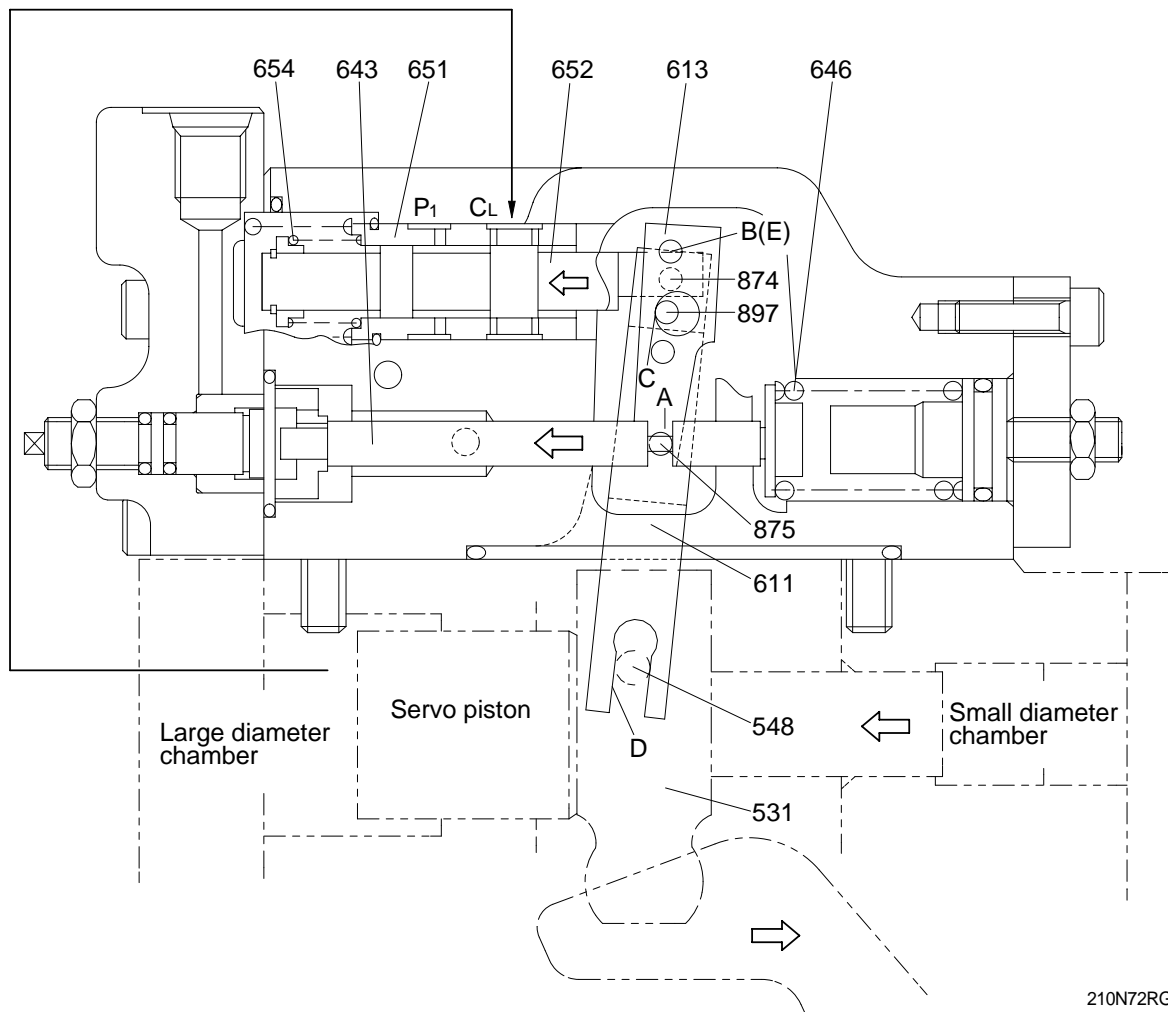 654 643 651 652 613 646
P1 CL
B(E)
874
897
C
A
875
611
Servo piston
Large diameter
chamber
548
Small diameter
chamber
D
531
210N72RG